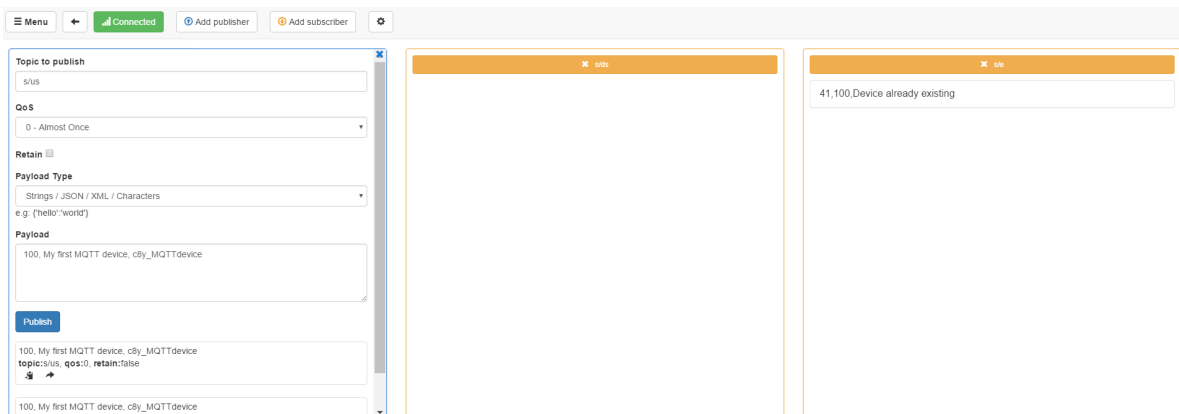 Menu
Connected
Add publisher
Add subscriber
Topic to publish
s/us
QoS
0 - Almost Once
Retain
Payload Type
Strings / JSON / XML / Characters
e.g: {'hello':'world'}
Payload
100, My first MQTT device, c8y_MQTTdevice
Publish
100, My first MQTT device, c8y_MQTTdevice
topic:s/us, qos:0, retain:false
100, My first MQTT device, c8y_MQTTdevice
s/ds
s/e
41,100,Device already existing